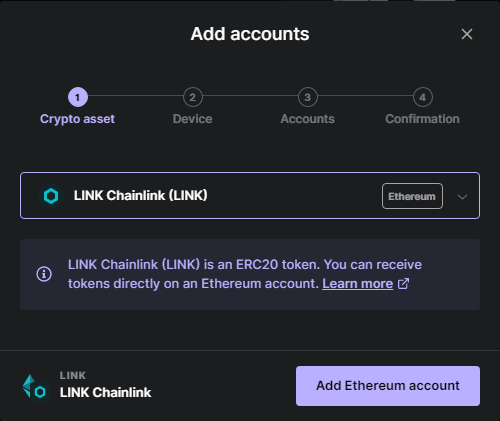 Add accounts
1
2
3
4
Crypto asset
Device
Accounts
Confirmation
LINK Chainlink (LINK)
Ethereum
LINK Chainlink (LINK) is an ERC20 token. You can receive
tokens directly on an Ethereum account. Learn more
LINK
LINK Chainlink
Add Ethereum account